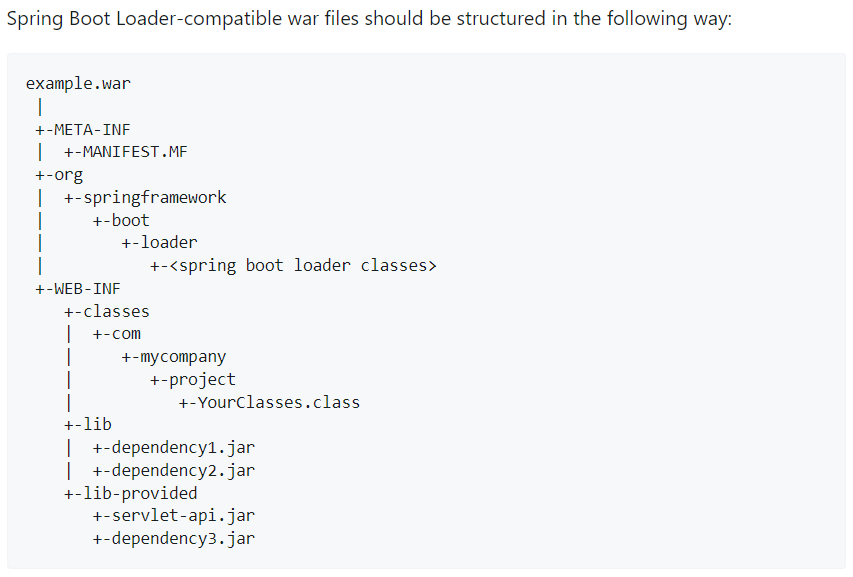 Spring Boot Loader-compatible war files should be structured in the following way:
example.war
 |
 +-META-INF
 |  +-MANIFEST.MF
 +-org
 |  +-springframework
 |     +-boot
 |        +-loader
 |           +-<spring boot loader classes>
 +-WEB-INF
    +-classes
    |  +-com
    |     +-mycompany
    |        +-project
    |           +-YourClasses.class
    +-lib
    |  +-dependency1.jar
    |  +-dependency2.jar
    +-lib-provided
       +-servlet-api.jar
       +-dependency3.jar